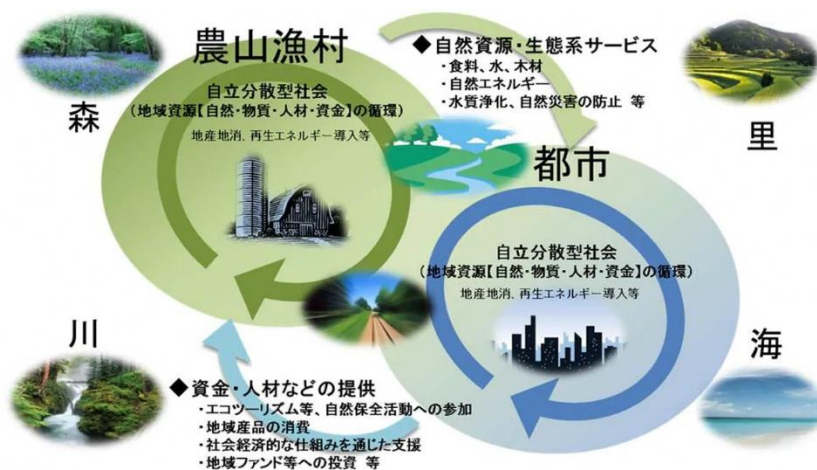 農山漁村
自立分散型社会
(地域資源【自然・物質・人材・資金】の循環)
地産地消、再生エネルギー導入等
◆自然資源・生態系サービス
・食料、水、木材
・自然エネルギー
・水質浄化、自然災害の防止 等
森
里
都市
自立分散型社会
(地域資源【自然・物質・人材・資金】の循環)
地産地消、再生エネルギー導入等
川
海
◆資金・人材などの提供
・エコツーリズム等、自然保全活動への参加
・地域産品の消費
・社会経済的な仕組みを通じた支援
・地域ファンド等への投資 等